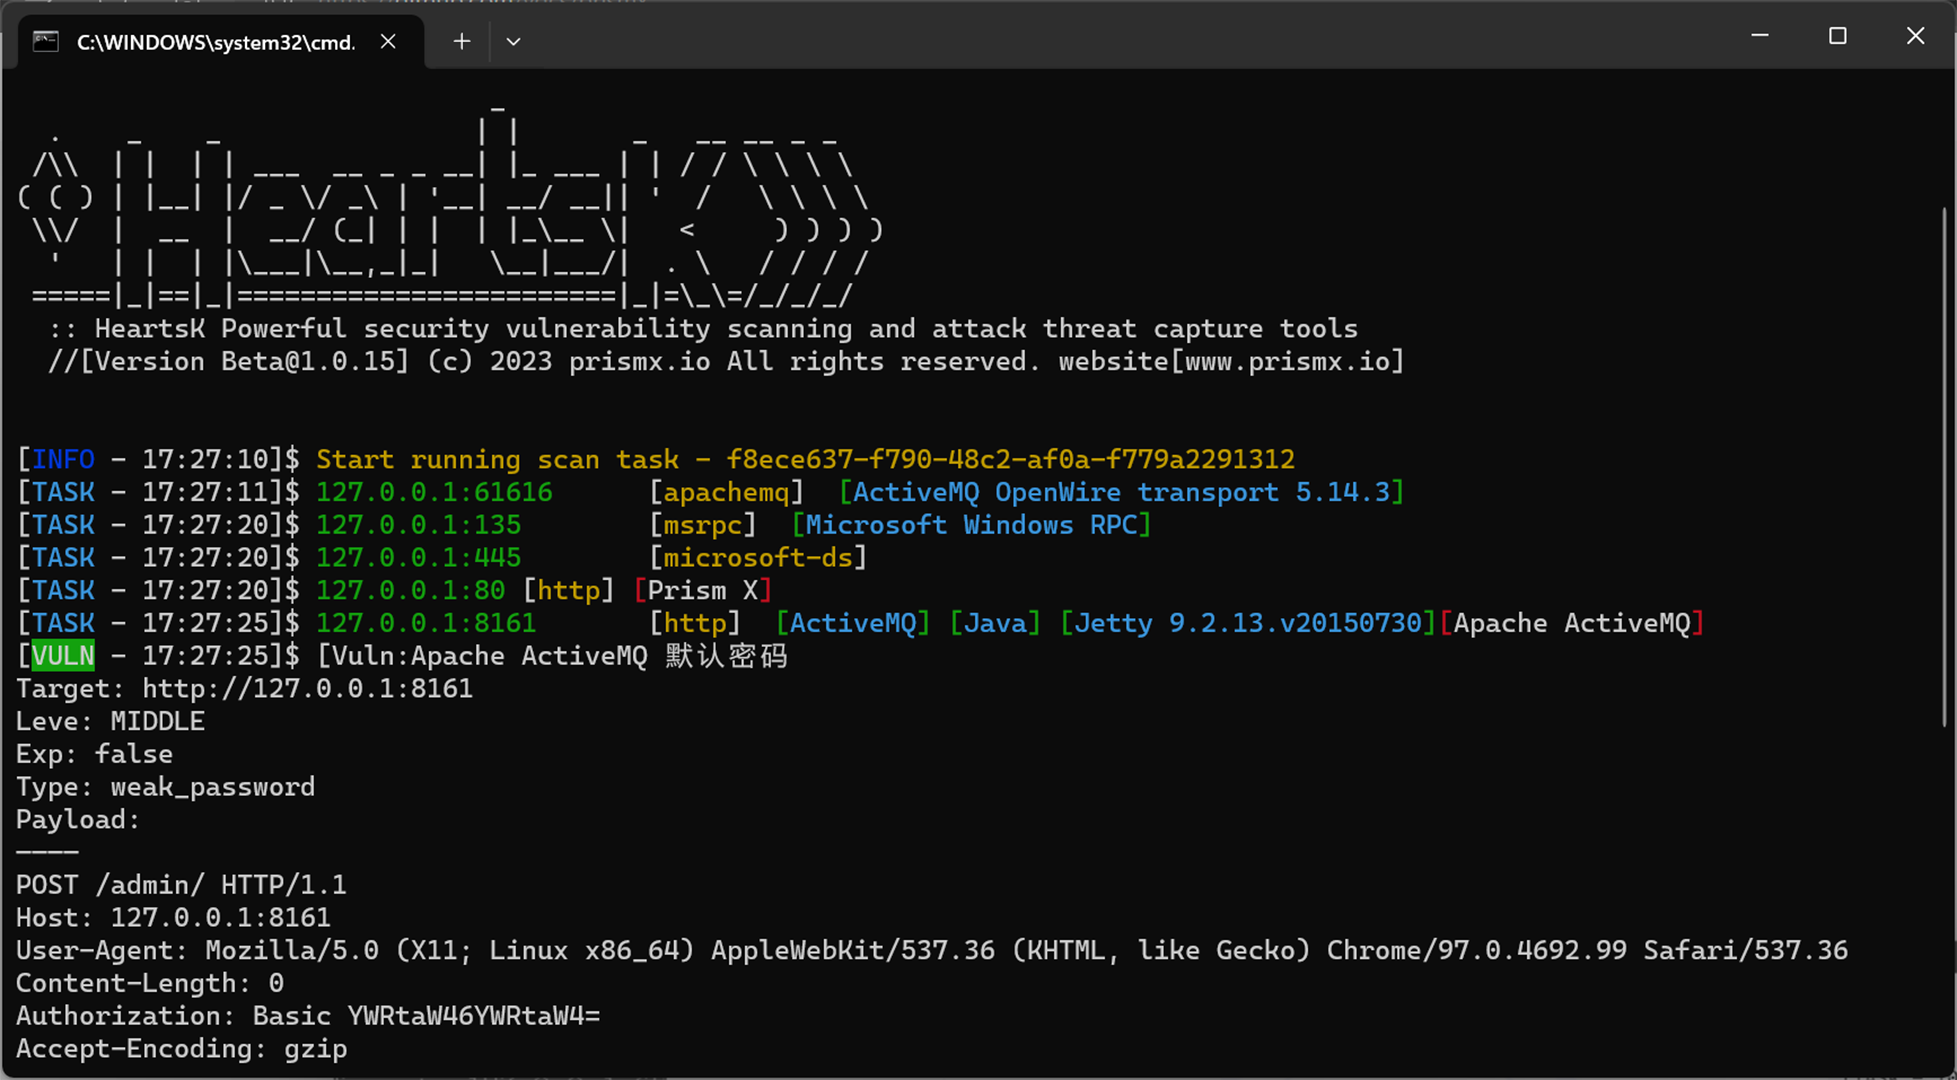 C:\WINDOWS\system32\cmd.
:: HeartsK Powerful security vulnerability scanning and attack threat capture tools
//[Version Beta@1.0.15] (c) 2023 prismx.io All rights reserved. website[www.prismx.io]
[INFO - 17:27:10]$ Start running scan task - f8ece637-f790-48c2-af0a-f779a2291312
[TASK - 17:27:11]$ 127.0.0.1:61616 [apachemq] [ActiveMQ OpenWire transport 5.14.3]
[TASK - 17:27:20]$ 127.0.0.1:135 [msrpc] [Microsoft Windows RPC]
[TASK - 17:27:20]$ 127.0.0.1:445 [microsoft-ds]
[TASK - 17:27:20]$ 127.0.0.1:80 [http] [Prism X]
[TASK - 17:27:25]$ 127.0.0.1:8161 [http] [ActiveMQ] [Java] [Jetty 9.2.13.v20150730][Apache ActiveMQ]
[VULN - 17:27:25]$ [Vuln:Apache ActiveMQ 默认密码
Target: http://127.0.0.1:8161
Leve: MIDDLE
Exp: false
Type: weak_password
Payload:
----
POST /admin/ HTTP/1.1
Host: 127.0.0.1:8161
User-Agent: Mozilla/5.0 (X11; Linux x86_64) AppleWebKit/537.36 (KHTML, like Gecko) Chrome/97.0.4692.99 Safari/537.36
Content-Length: 0
Authorization: Basic YWRtaW46YWRtaW4=
Accept-Encoding: gzip